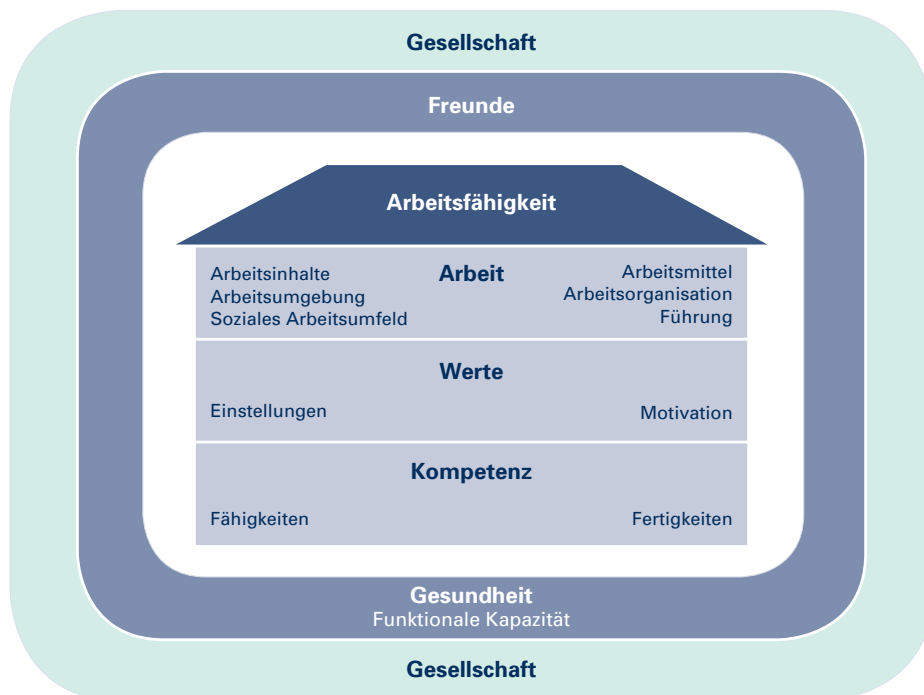 Gesellschaft
Freunde
Arbeitsfähigkeit
Arbeit
Arbeitsinhalte
Arbeitsumgebung
Soziales Arbeitsumfeld
Arbeitsmittel
Arbeitsorganisation
Führung
Werte
Einstellungen
Motivation
Kompetenz
Fähigkeiten
Fertigkeiten
Gesundheit
Funktionale Kapazität
Gesellschaft